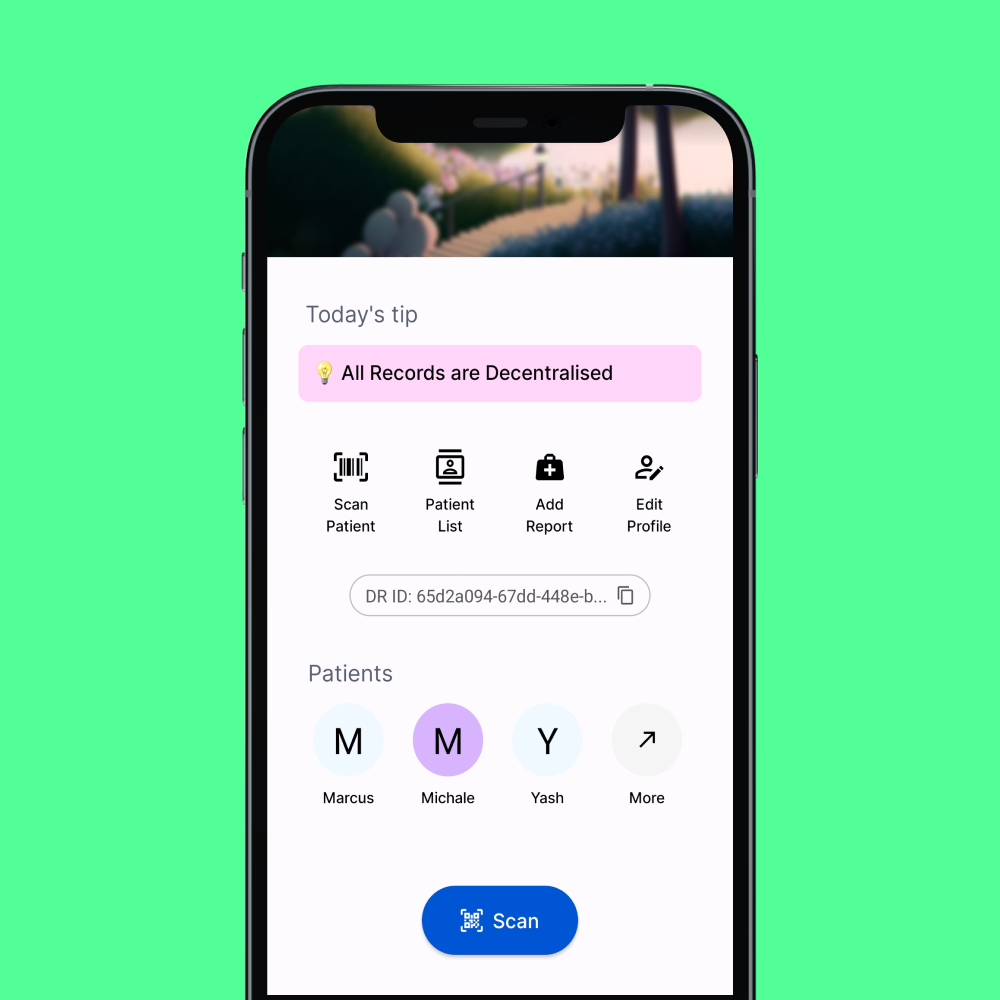 Today's tip
💡 All Records are Decentralised
Scan Patient
Patient List
Add Report
Edit Profile
DR ID: 65d2a094-67dd-448e-b...
Patients
M
M
Y
Marcus
Michale
Yash
More
Scan